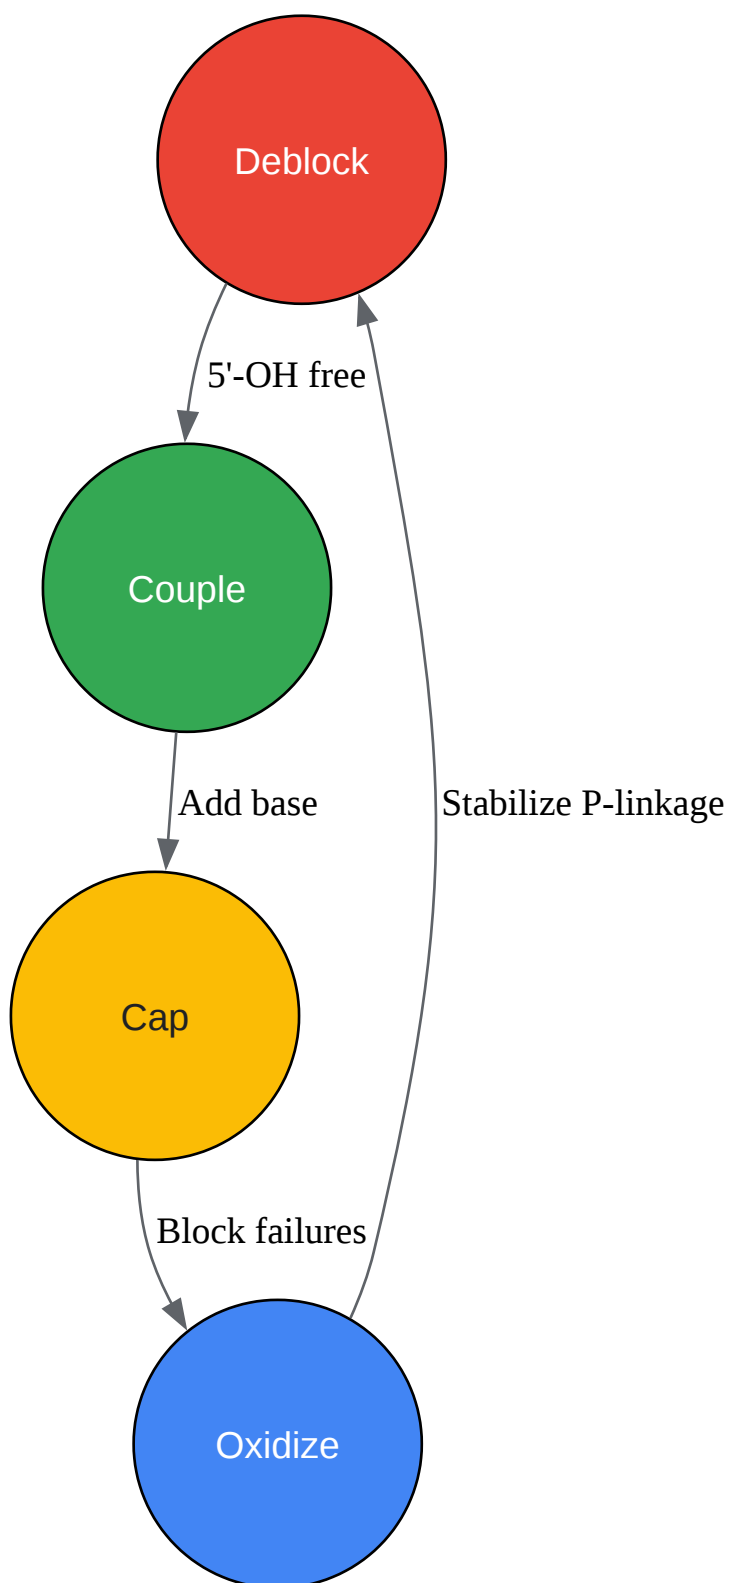 Deblock
5'-OH free
Couple
Add base
Stabilize P-linkage
Cap
Block failures
Oxidize